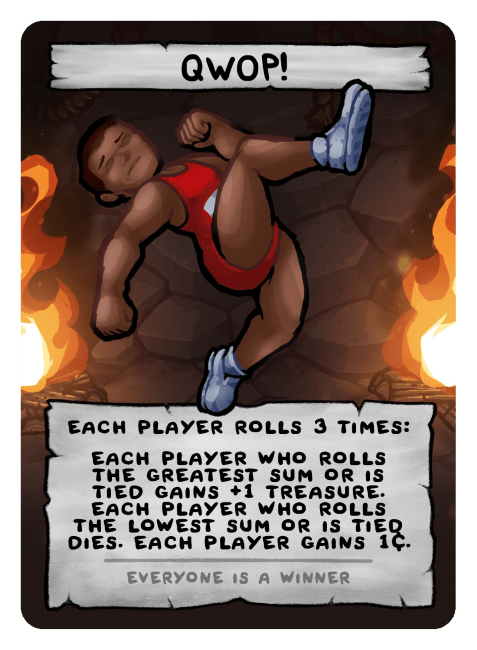 QWOP!
EACH PLAYER ROLLS 3 TIMES:
EACH PLAYER WHO ROLLS
THE GREATEST SUM OR IS
TIED GAINS +1 TREASURE.
EACH PLAYER WHO ROLLS
THE LOWEST SUM OR IS TIED
DIES. EACH PLAYER GAINS 1¢.
EVERYONE IS A WINNER